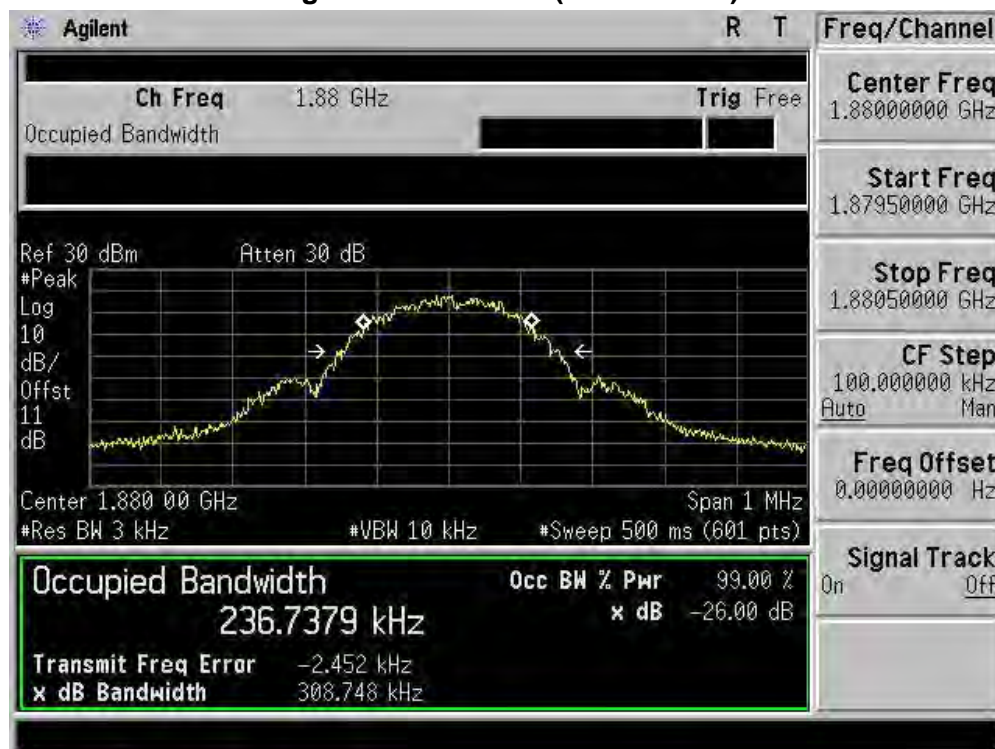 Agilent R T
Freq/Channel
Ch Freq 1.88 GHz Trig Free
Occupied Bandwidth
Center Freq
1.88000000 GHz
Start Freq
1.87950000 GHz
Stop Freq
1.88050000 GHz
CF Step
100.000000 kHz
Auto Man
Freq Offset
0.00000000 Hz
Signal Track
On Off
Ref 30 dBm Atten 30 dB
#Peak
Log
10
dB/
Offst
11
dB
Center 1.880 00 GHz Span 1 MHz
#Res BW 3 kHz #VBW 10 kHz #Sweep 500 ms (601 pts)
Occupied Bandwidth
236.7379 kHz
Occ BW % Pwr 99.00 %
x dB -26.00 dB
Transmit Freq Error -2.452 kHz
x dB Bandwidth 308.748 kHz